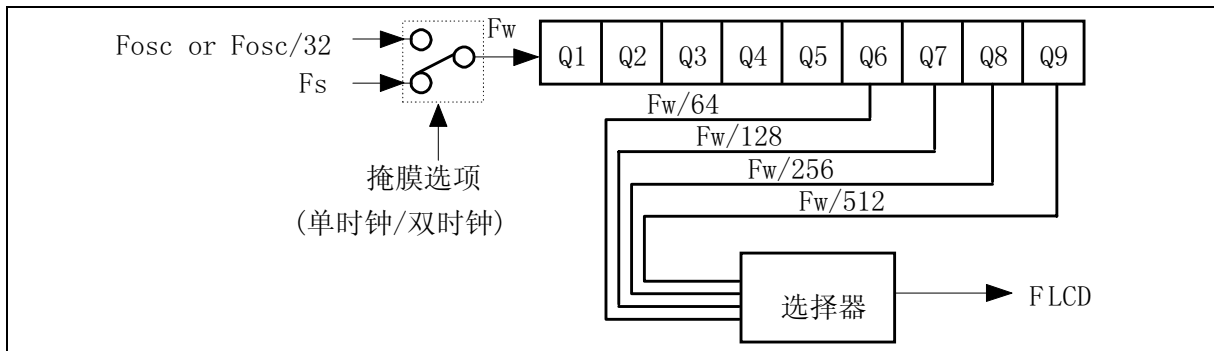 Fosc or Fosc/32
Fs
Fw
Q1 Q2 Q3 Q4 Q5 Q6 Q7 Q8 Q9
Fw/64
Fw/128
Fw/256
Fw/512
掩膜选项
(单时钟/双时钟)
选择器
FLCD